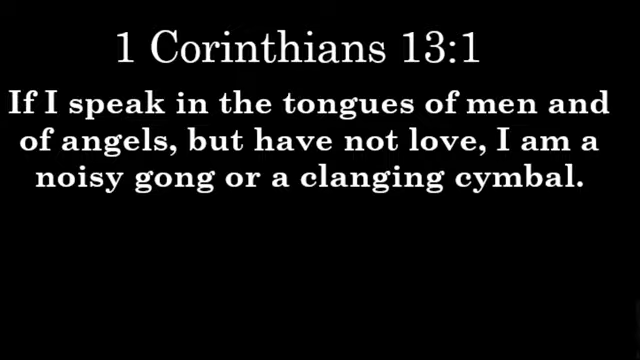 1 Corinthians 13:1
If I speak in the tongues of men and
of angels, but have not love, I am a
noisy gong or a clanging cymbal.